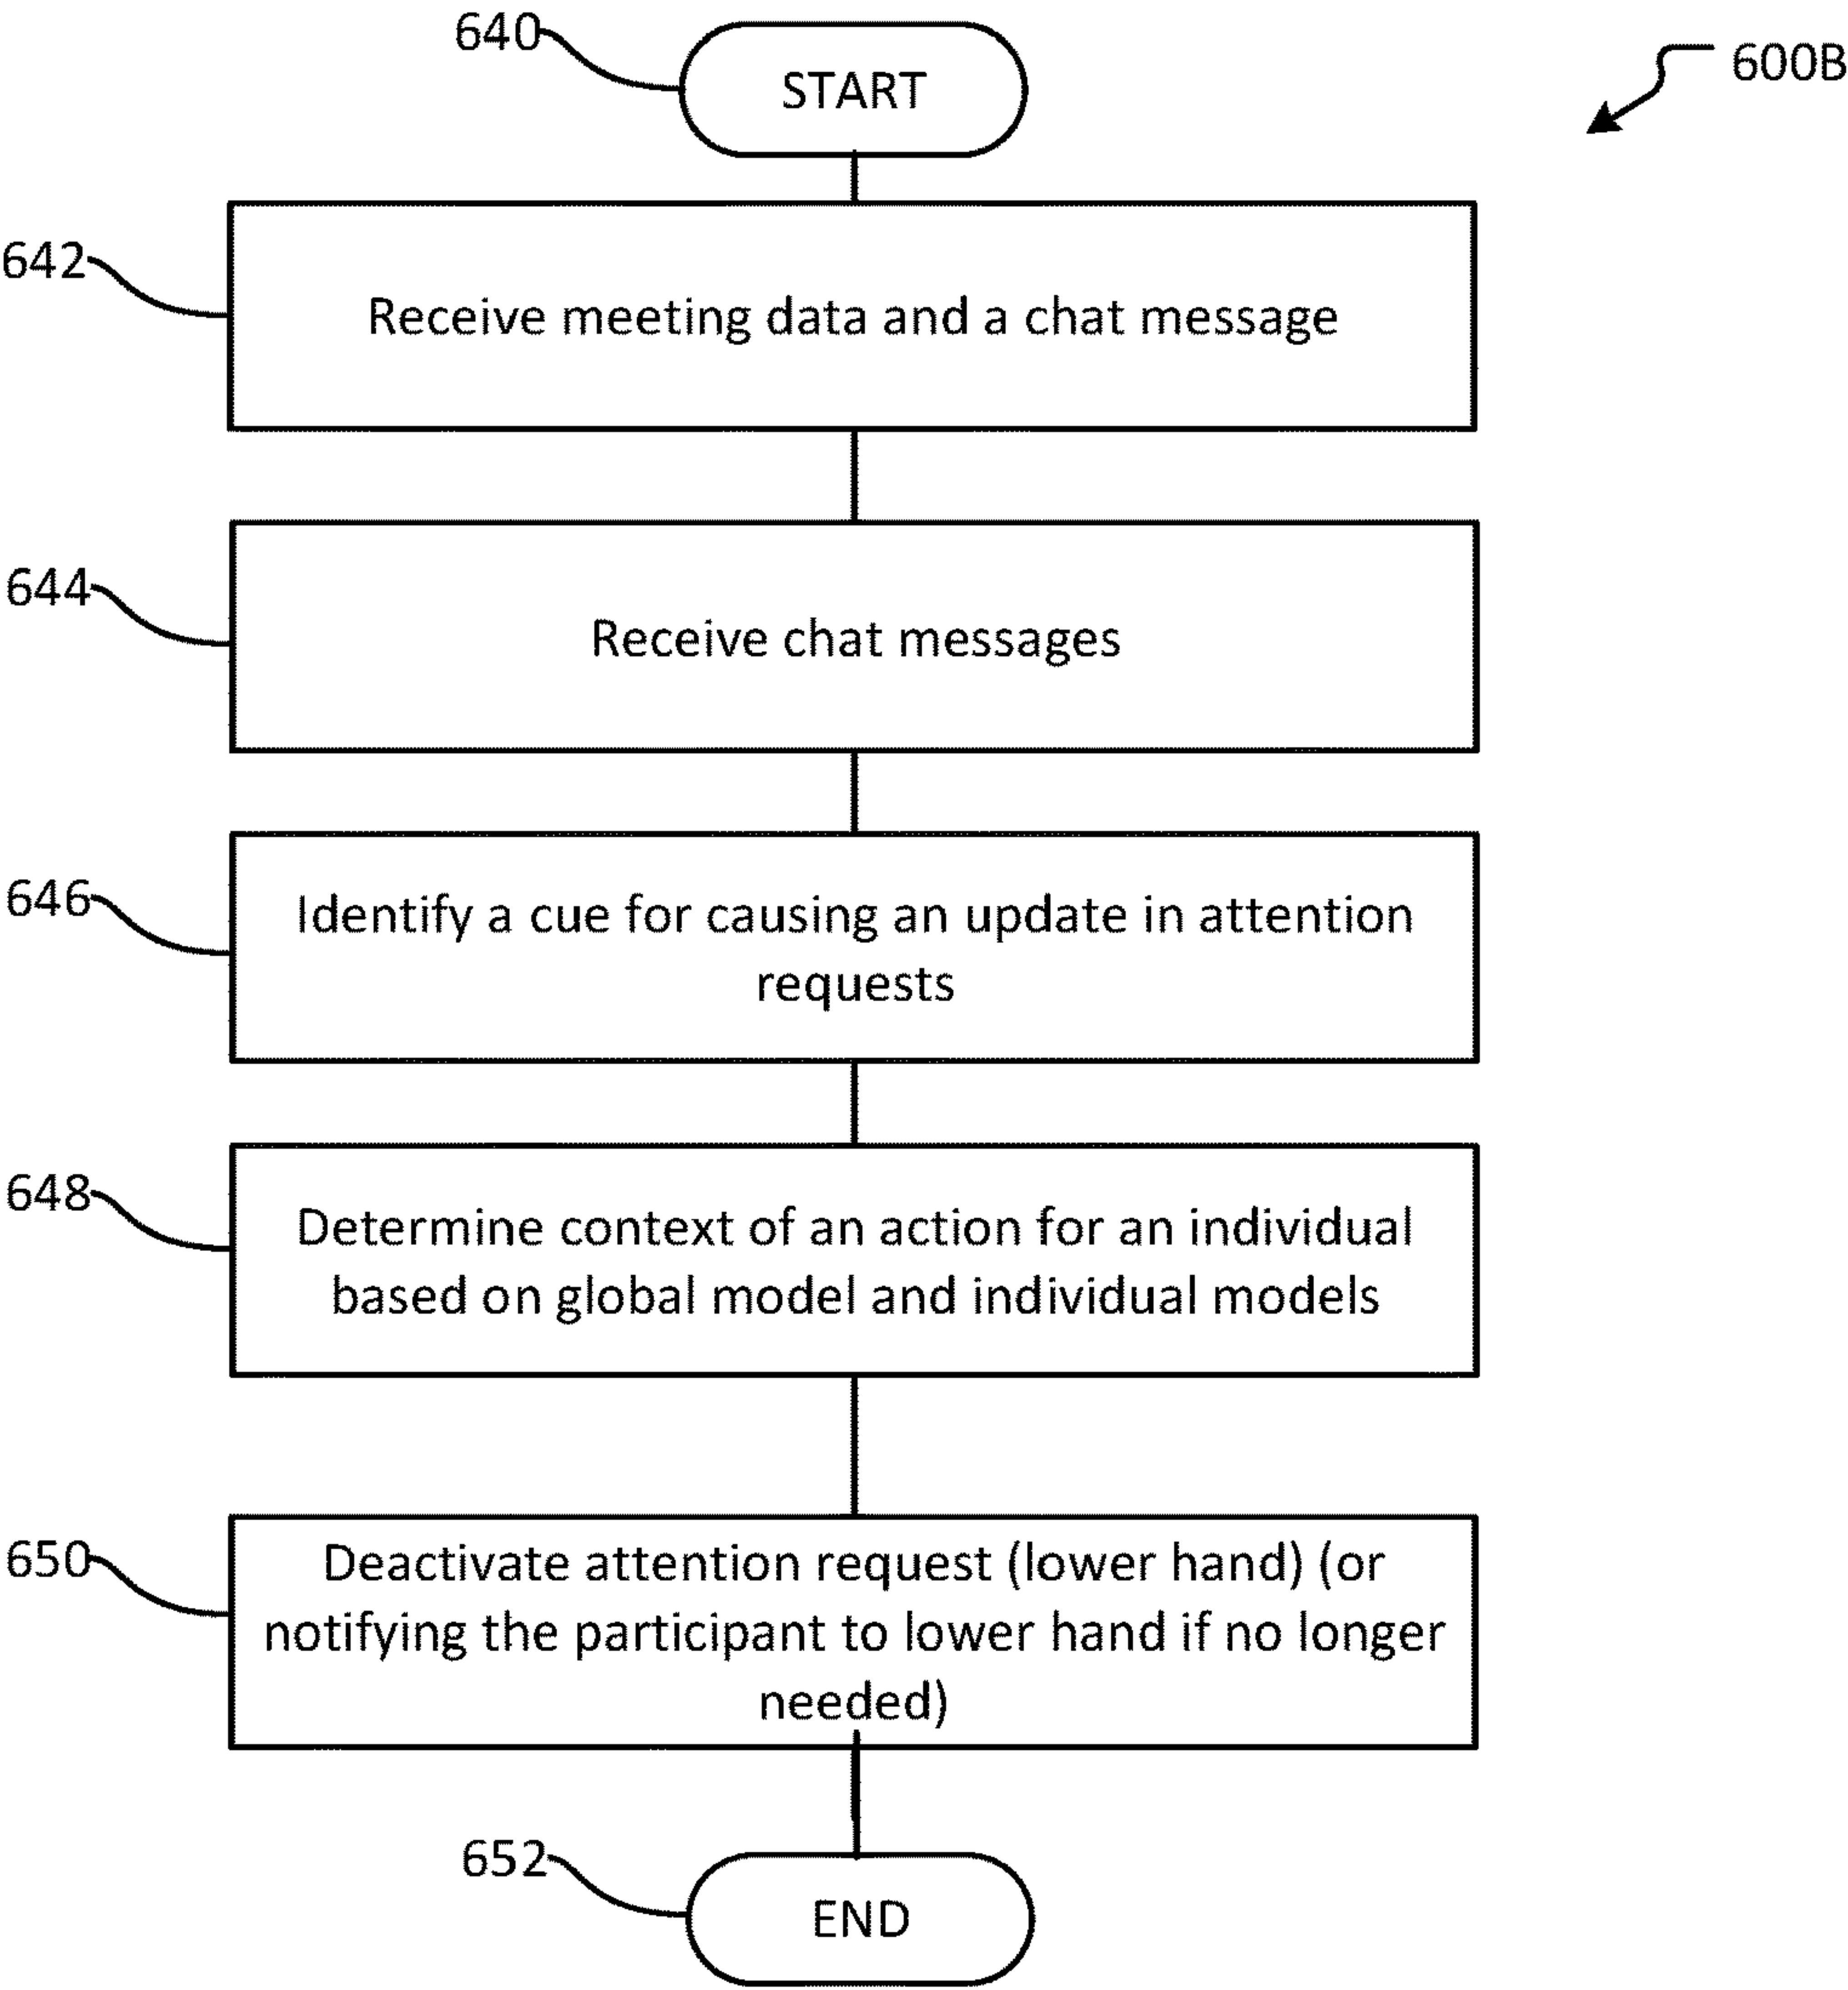 640
START
600B
642
Receive meeting data and a chat message
644
Receive chat messages
646
Identify a cue for causing an update in attention
requests
648
Determine context of an action for an individual
based on global model and individual models
650
Deactivate attention request (lower hand) (or
notifying the participant to lower hand if no longer
needed)
652
END